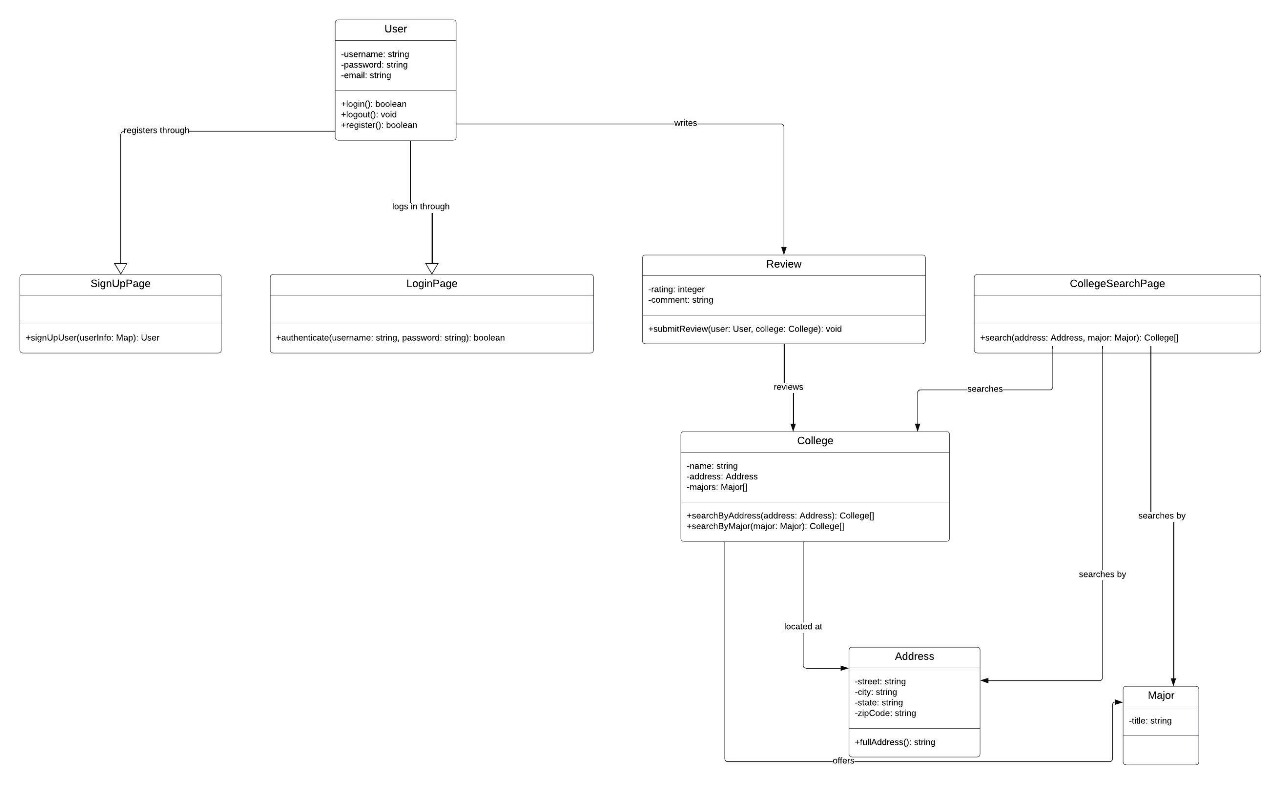 User
-username: string
-password: string
-email: string
+login(): boolean
+logout(): void
+register(): boolean
registers through
writes
logs in through
SignUpPage
+signUpUser(userInfo: Map): User
LoginPage
+authenticate(username: string, password: string): boolean
Review
-rating: integer
-comment: string
+submitReview(user: User, college: College): void
CollegeSearchPage
+search(address: Address, major: Major): College[]
reviews
searches
College
-name: string
-address: Address
-majors: Major[]
+searchByAddress(address: Address): College[]
+searchByMajor(major: Major): College[]
searches by
searches by
located at
Address
-street: string
-city: string
-state: string
-zipCode: string
+fullAddress(): string
Major
-title: string
offers